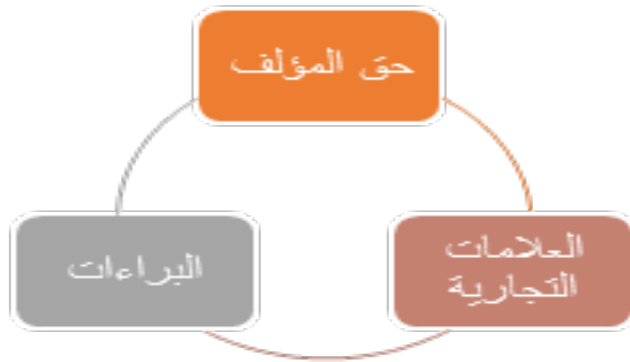 حق المؤلف
العلامات
التجارية
البراءات